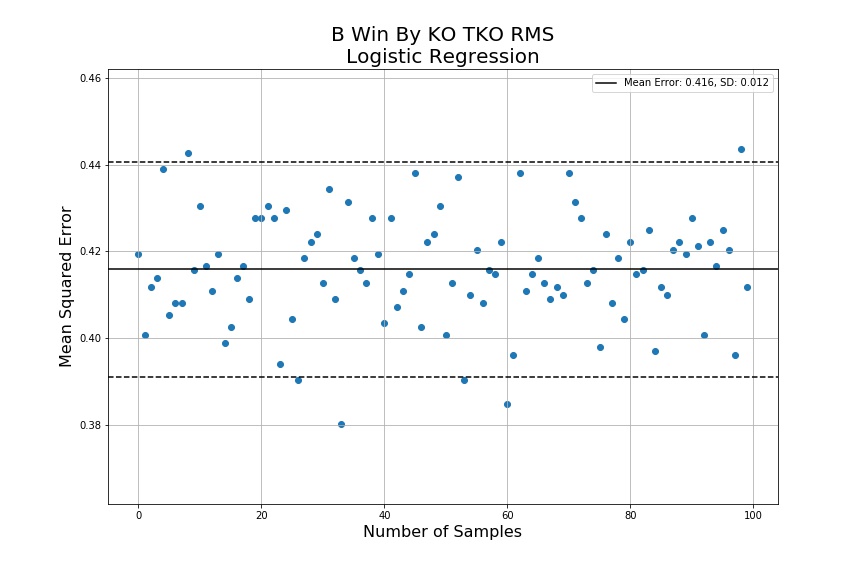 B Win By KO TKO RMS
Logistic Regression
Mean Error: 0.416, SD: 0.012
0.46
0.44
0.42
0.40
0.38
Mean Squared Error
0 20 40 60 80 100
Number of Samples